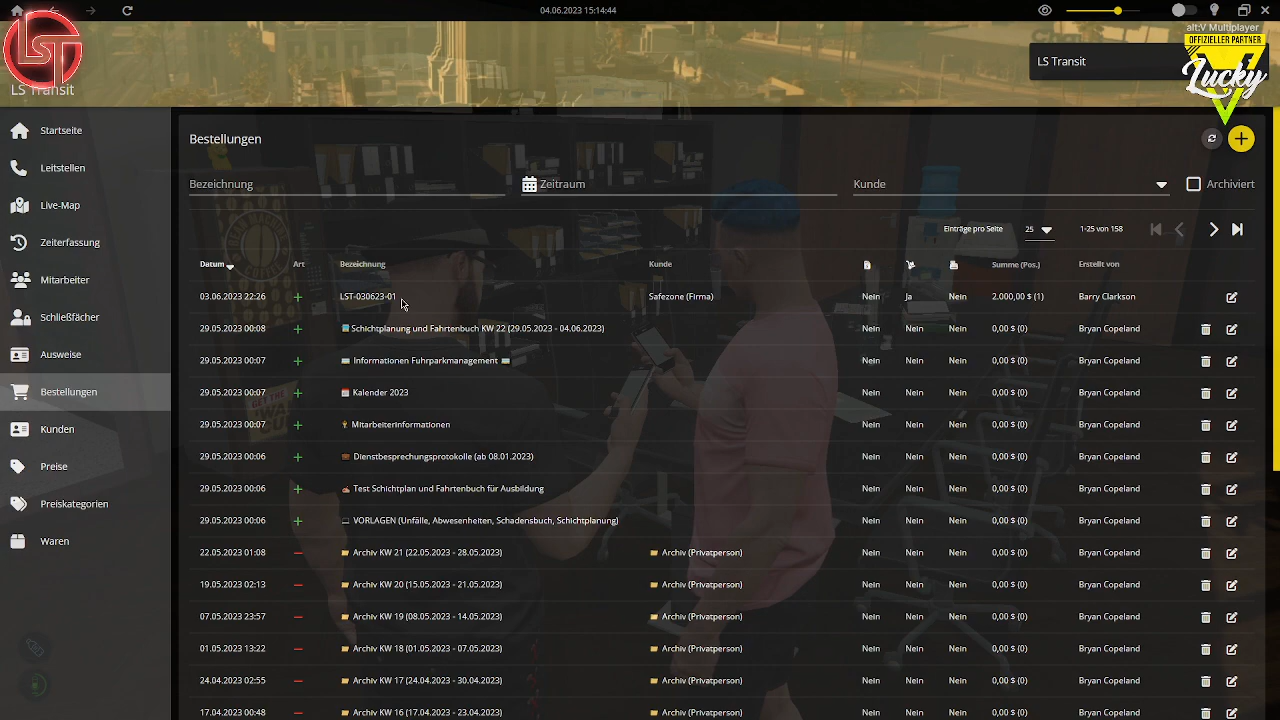 04.06.2023 15:14:44
alt:V Multiplayer
OFFIZIELLER PARTNER
Lucky V
LST
LS Transit
LS Transit
Startseite
Leitstellen
Live-Map
Zeiterfassung
Mitarbeiter
Schließfächer
Ausweise
Bestellungen
Kunden
Preise
Preiskategorien
Waren
Bestellungen
Bezeichnung Zeitraum Kunde Archiviert
Einträge pro Seite 25 1-25 von 158
Datum Art Bezeichnung Kunde Summe (Pos.) Erstellt von
03.06.2023 22:26 + LST-030623-01 Safezone (Firma) Nein Ja Nein 2.000,00 $ (1) Barry Clarkson
29.05.2023 00:08 + Schichtplanung und Fahrtenbuch KW 22 (29.05.2023 - 04.06.2023) Nein Nein Nein 0,00 $ (0) Bryan Copeland
29.05.2023 00:07 + Informationen Fuhrparkmanagement Nein Nein Nein 0,00 $ (0) Bryan Copeland
29.05.2023 00:07 + Kalender 2023 Nein Nein Nein 0,00 $ (0) Bryan Copeland
29.05.2023 00:07 + Mitarbeiterinformationen Nein Nein Nein 0,00 $ (0) Bryan Copeland
29.05.2023 00:06 + Dienstbesprechungsprotokolle (ab 08.01.2023) Nein Nein Nein 0,00 $ (0) Bryan Copeland
29.05.2023 00:06 + Test Schichtplan und Fahrtenbuch für Ausbildung Nein Nein Nein 0,00 $ (0) Bryan Copeland
29.05.2023 00:06 + VORLAGEN (Unfälle, Abwesenheiten, Schadensbuch, Schichtplanung) Nein Nein Nein 0,00 $ (0) Bryan Copeland
22.05.2023 01:08 — Archiv KW 21 (22.05.2023 - 28.05.2023) Archiv (Privatperson) Nein Nein Nein 0,00 $ (0) Bryan Copeland
19.05.2023 02:13 — Archiv KW 20 (15.05.2023 - 21.05.2023) Archiv (Privatperson) Nein Nein Nein 0,00 $ (0) Bryan Copeland
07.05.2023 23:57 — Archiv KW 19 (08.05.2023 - 14.05.2023) Archiv (Privatperson) Nein Nein Nein 0,00 $ (0) Bryan Copeland
01.05.2023 13:22 — Archiv KW 18 (01.05.2023 - 07.05.2023) Archiv (Privatperson) Nein Nein Nein 0,00 $ (0) Bryan Copeland
24.04.2023 02:55 — Archiv KW 17 (24.04.2023 - 30.04.2023) Archiv (Privatperson) Nein Nein Nein 0,00 $ (0) Bryan Copeland
17.04.2023 00:48 — Archiv KW 16 (17.04.2023 - 23.04.2023) Archiv (Privatperson) Nein Nein Nein 0,00 $ (0) Bryan Copeland